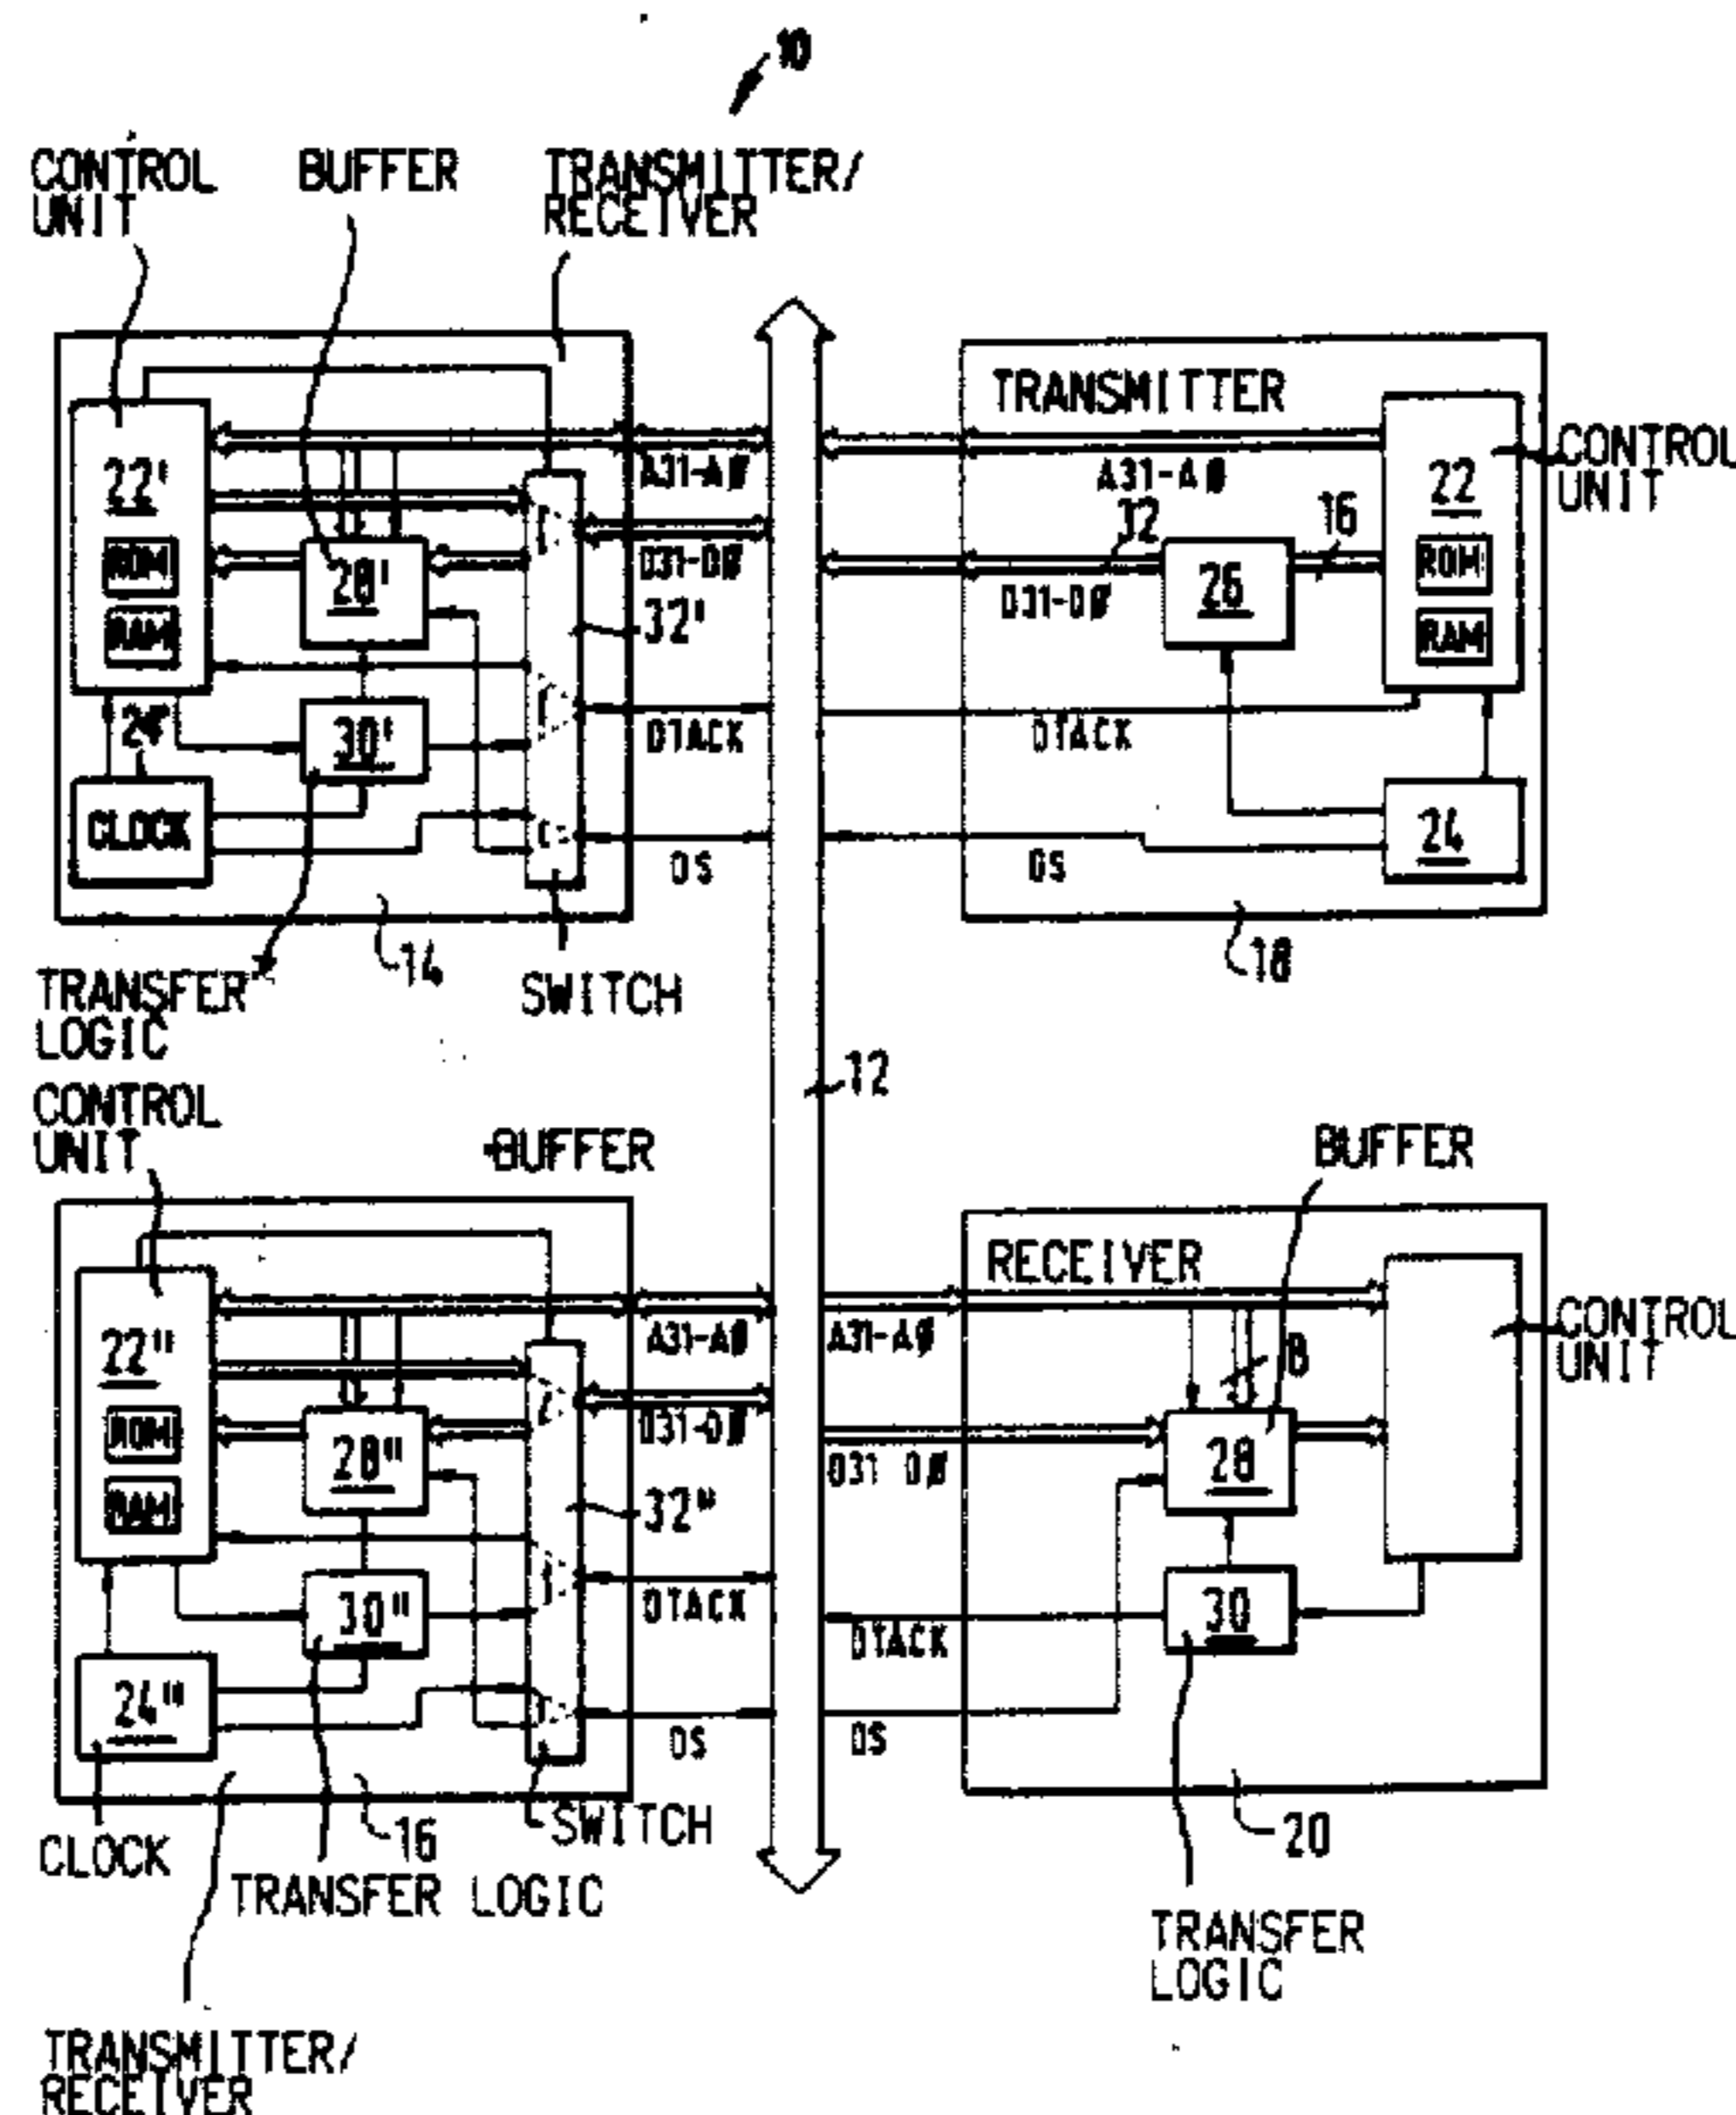 10
CONTROL
UNIT
BUFFER
TRANSMITTER/
RECEIVER
22'
ROM
RAM
28'
30'
24'
CLOCK
A31-AØ
D31-DØ
32'
DTACK
DS
14
TRANSFER
LOGIC
SWITCH
TRANSMITTER
A31-AØ
32
16
D31-DØ
26
22
ROM
RAM
CONTROL
UNIT
DTACK
DS
24
18
12
CONTROL
UNIT
BUFFER
22"
ROM
RAM
28"
30"
24"
A31-AØ
D31-DØ
32"
DTACK
DS
CLOCK
16
SWITCH
TRANSFER LOGIC
TRANSMITTER/
RECEIVER
BUFFER
RECEIVER
A31-AØ
D31 DØ
28
30
DTACK
DS
CONTROL
UNIT
20
TRANSFER
LOGIC